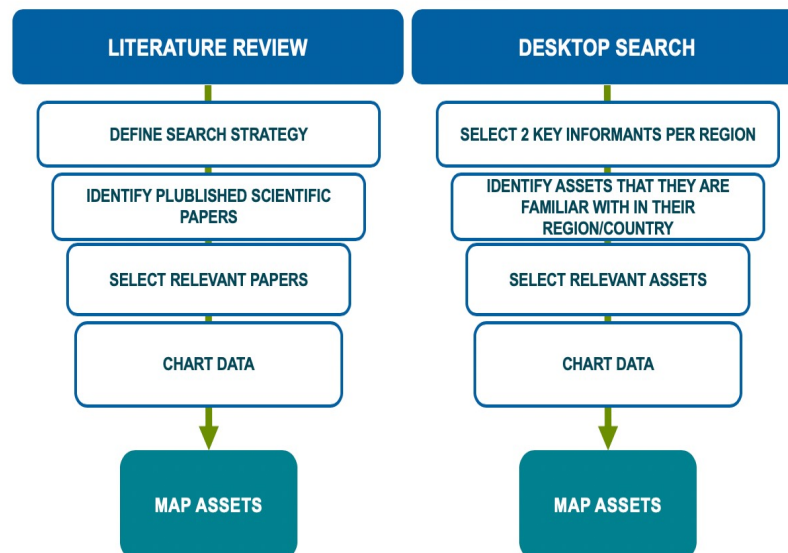 LITERATURE REVIEW
DEFINE SEARCH STRATEGY
IDENTIFY PLUBLISHED SCIENTIFIC
PAPERS
SELECT RELEVANT PAPERS
CHART DATA
MAP ASSETS
DESKTOP SEARCH
SELECT 2 KEY INFORMANTS PER REGION
IDENTIFY ASSETS THAT THEY ARE
FAMILIAR WITH IN THEIR
REGION/COUNTRY
SELECT RELEVANT ASSETS
CHART DATA
MAP ASSETS